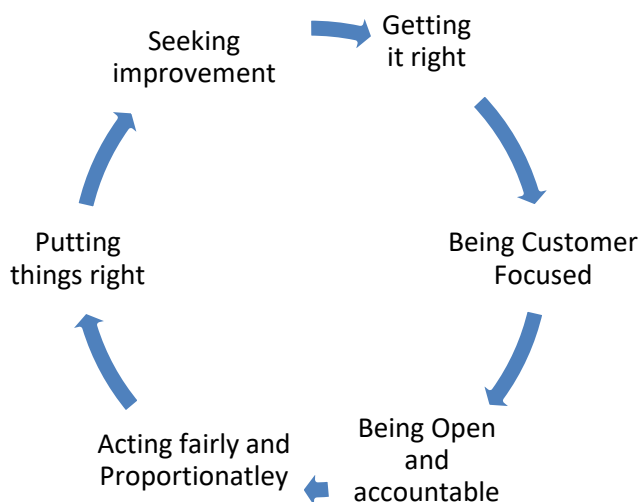 Getting
it right
Being Customer
Focused
Being Open
and
accountable
Acting fairly and
Proportionatley
Putting
things right
Seeking
improvement